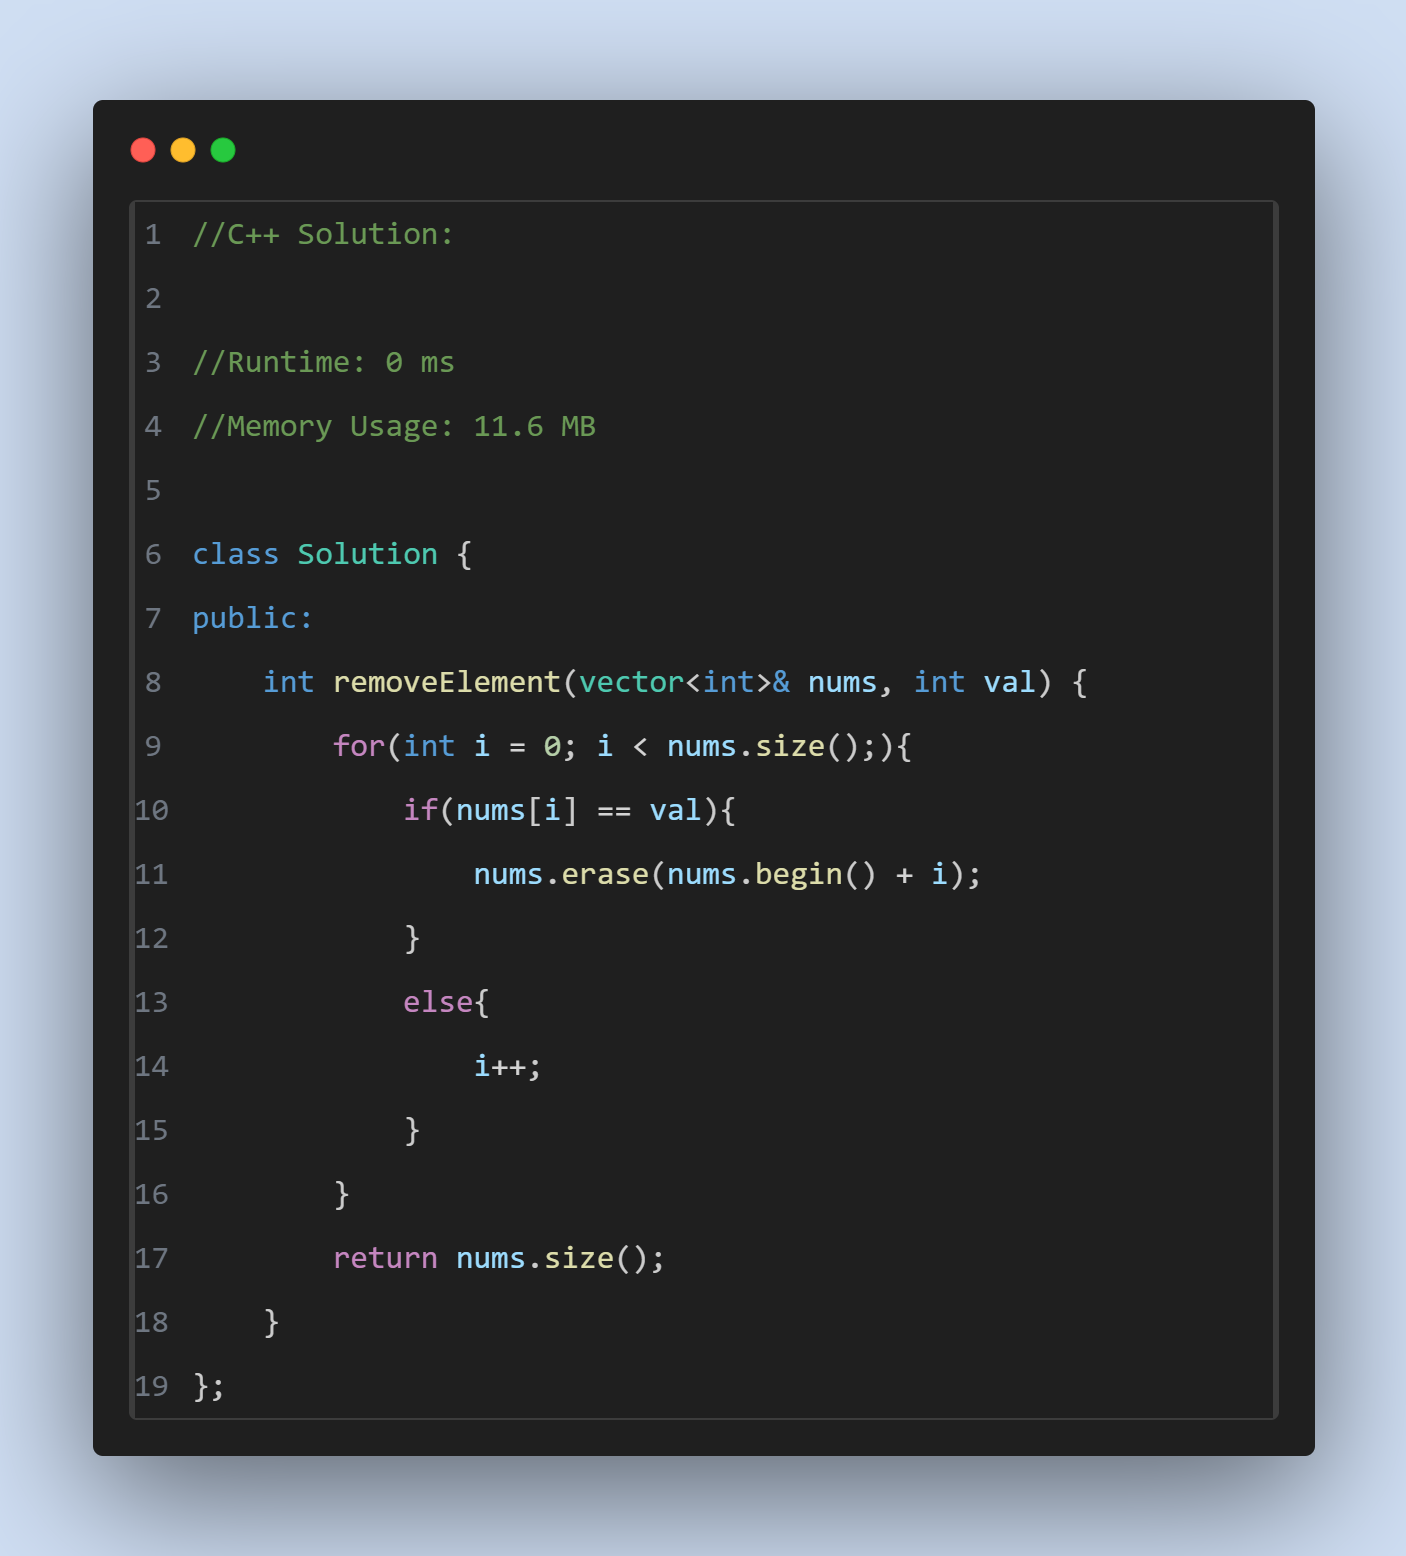 1 //C++ Solution:
2
3 //Runtime: 0 ms
4 //Memory Usage: 11.6 MB
5
6 class Solution {
7 public:
8     int removeElement(vector<int>& nums, int val) {
9         for(int i = 0; i < nums.size();){
10             if(nums[i] == val){
11                 nums.erase(nums.begin() + i);
12             }
13             else{
14                 i++;
15             }
16         }
17         return nums.size();
18     }
19 };